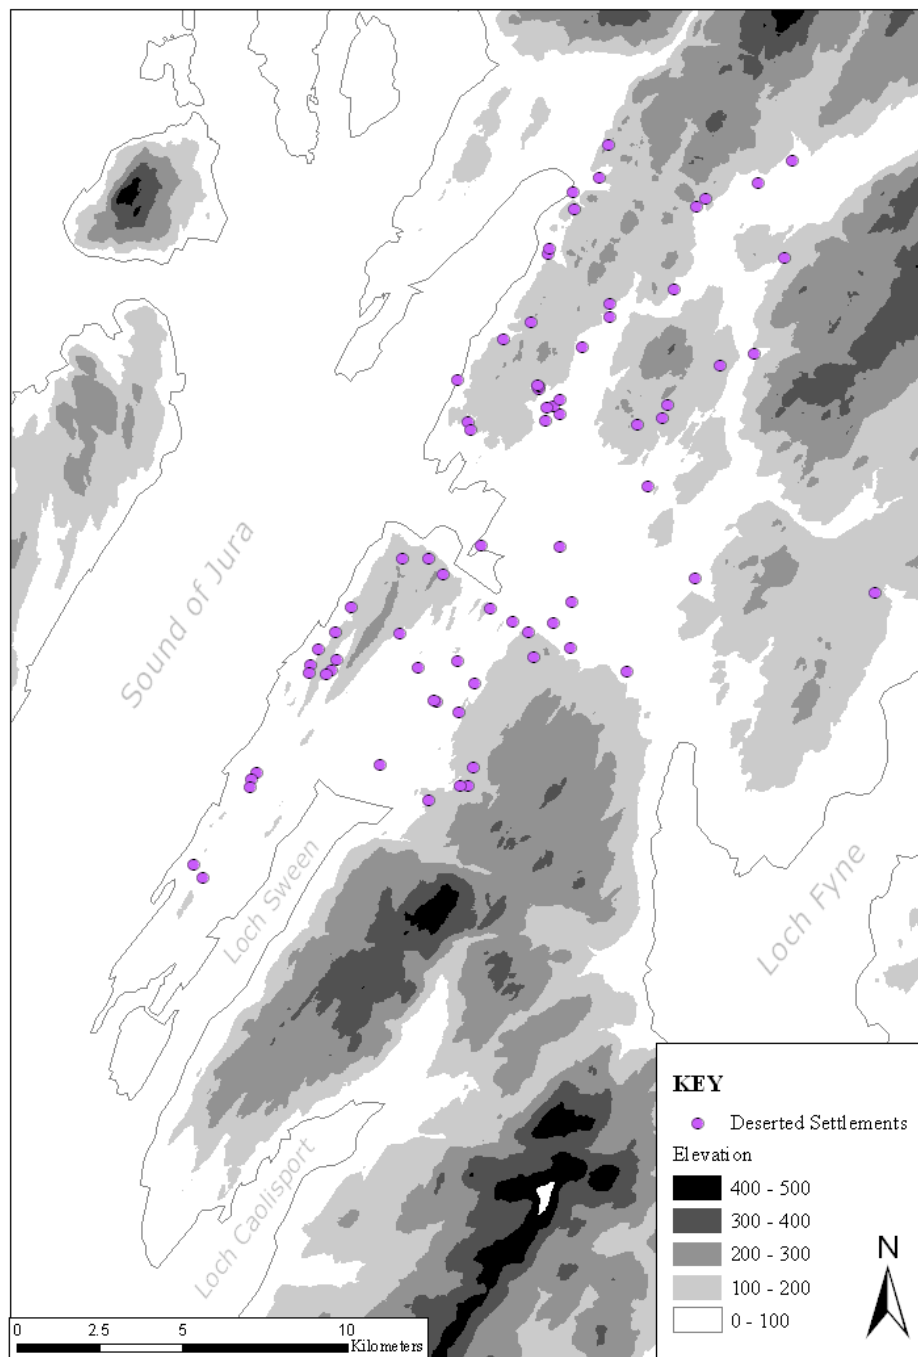 Sound of Jura
Loch Sween
Loch Fyne
Loch Caolisport
KEY
Deserted Settlements
Elevation
400 - 500
300 - 400
200 - 300
100 - 200
0 - 100
N
0 2.5 5 10
Kilometers